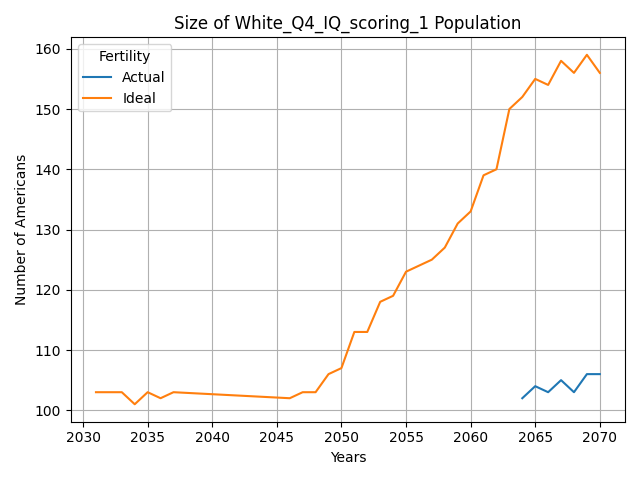 Size of White_Q4_IQ_scoring_1 Population
Fertility
Actual
Ideal
Number of Americans
160
150
140
130
120
110
100
2030 2035 2040 2045 2050 2055 2060 2065 2070
Years